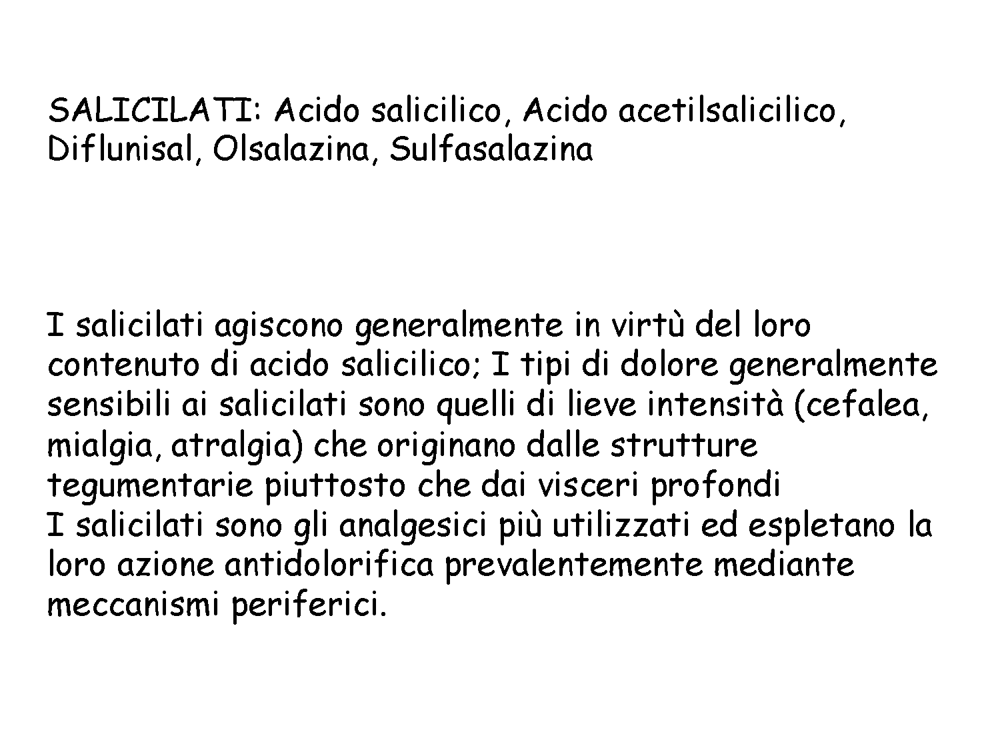 SALICILATI: Acido salicilico, Acido acetilsalicilico,
Diflunisal, Olsalazina, Sulfasalazina
I salicilati agiscono generalmente in virtù del loro
contenuto di acido salicilico; I tipi di dolore generalmente
sensibili ai salicilati sono quelli di lieve intensità (cefalea,
mialgia, atralgia) che originano dalle strutture
tegumentarie piuttosto che dai visceri profondi
I salicilati sono gli analgesici più utilizzati ed espletano la
loro azione antidolorifica prevalentemente mediante
meccanismi periferici.